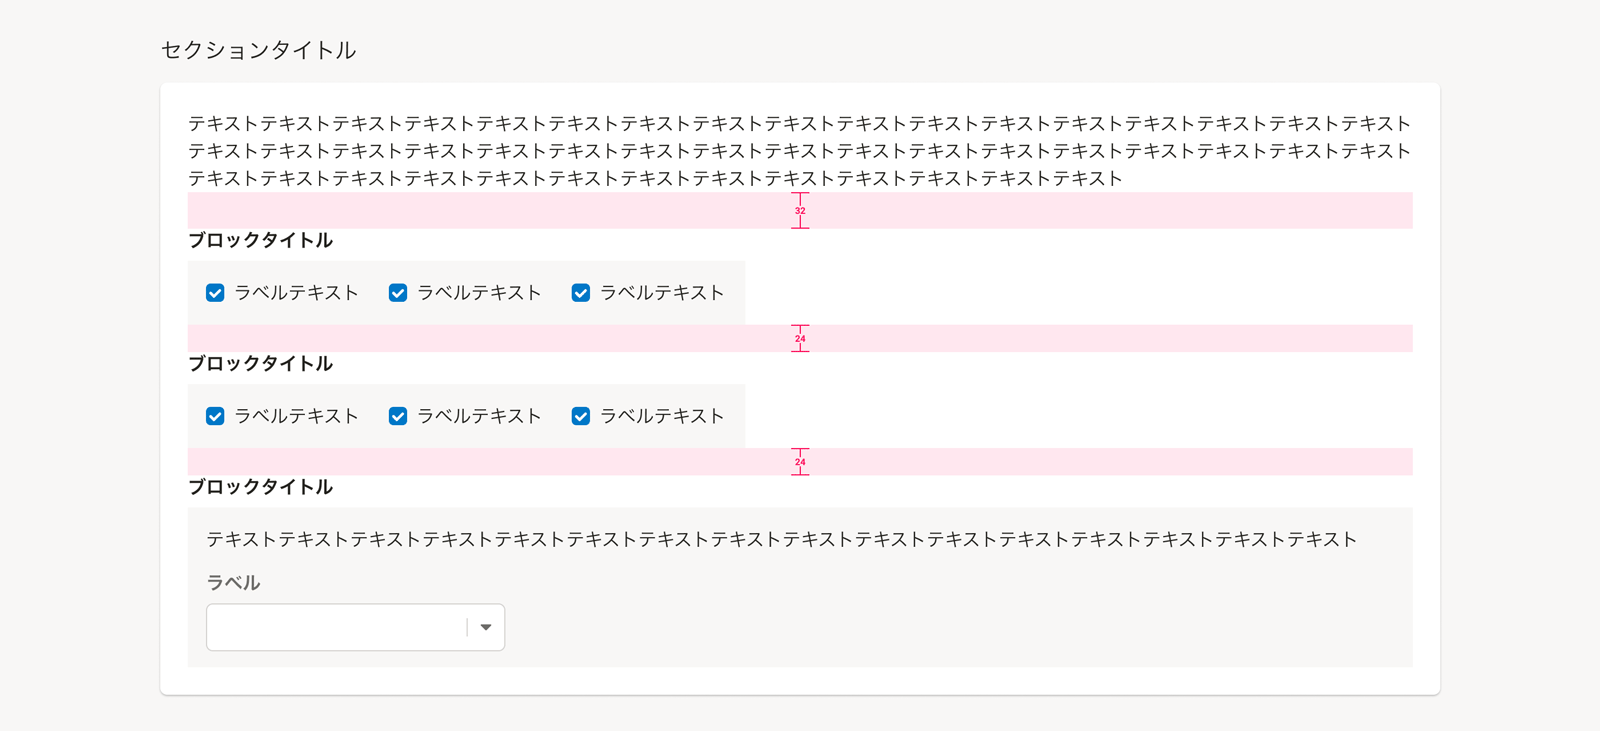 セクションタイトル
テキストテキストテキストテキストテキストテキストテキストテキストテキストテキストテキストテキストテキストテキストテキストテキストテキスト
テキストテキストテキストテキストテキストテキストテキストテキストテキストテキストテキストテキストテキストテキストテキストテキストテキスト
テキストテキストテキストテキストテキストテキストテキストテキストテキストテキストテキストテキストテキスト
32
ブロックタイトル
ラベルテキスト ラベルテキスト ラベルテキスト
24
ブロックタイトル
ラベルテキスト ラベルテキスト ラベルテキスト
24
ブロックタイトル
テキストテキストテキストテキストテキストテキストテキストテキストテキストテキストテキストテキストテキストテキストテキストテキスト
ラベル